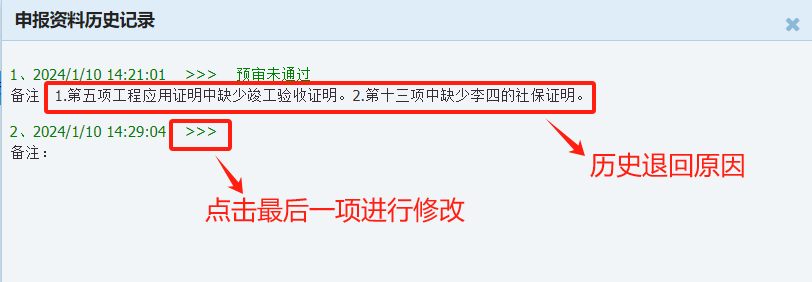 申报资料历史记录
1、2024/1/10 14:21:01 >>> 预审未通过
备注 1.第五项工程应用证明中缺少竣工验收证明。2.第十三项中缺少李四的社保证明。
2、2024/1/10 14:29:04 >>>
备注：
历史退回原因
点击最后一项进行修改